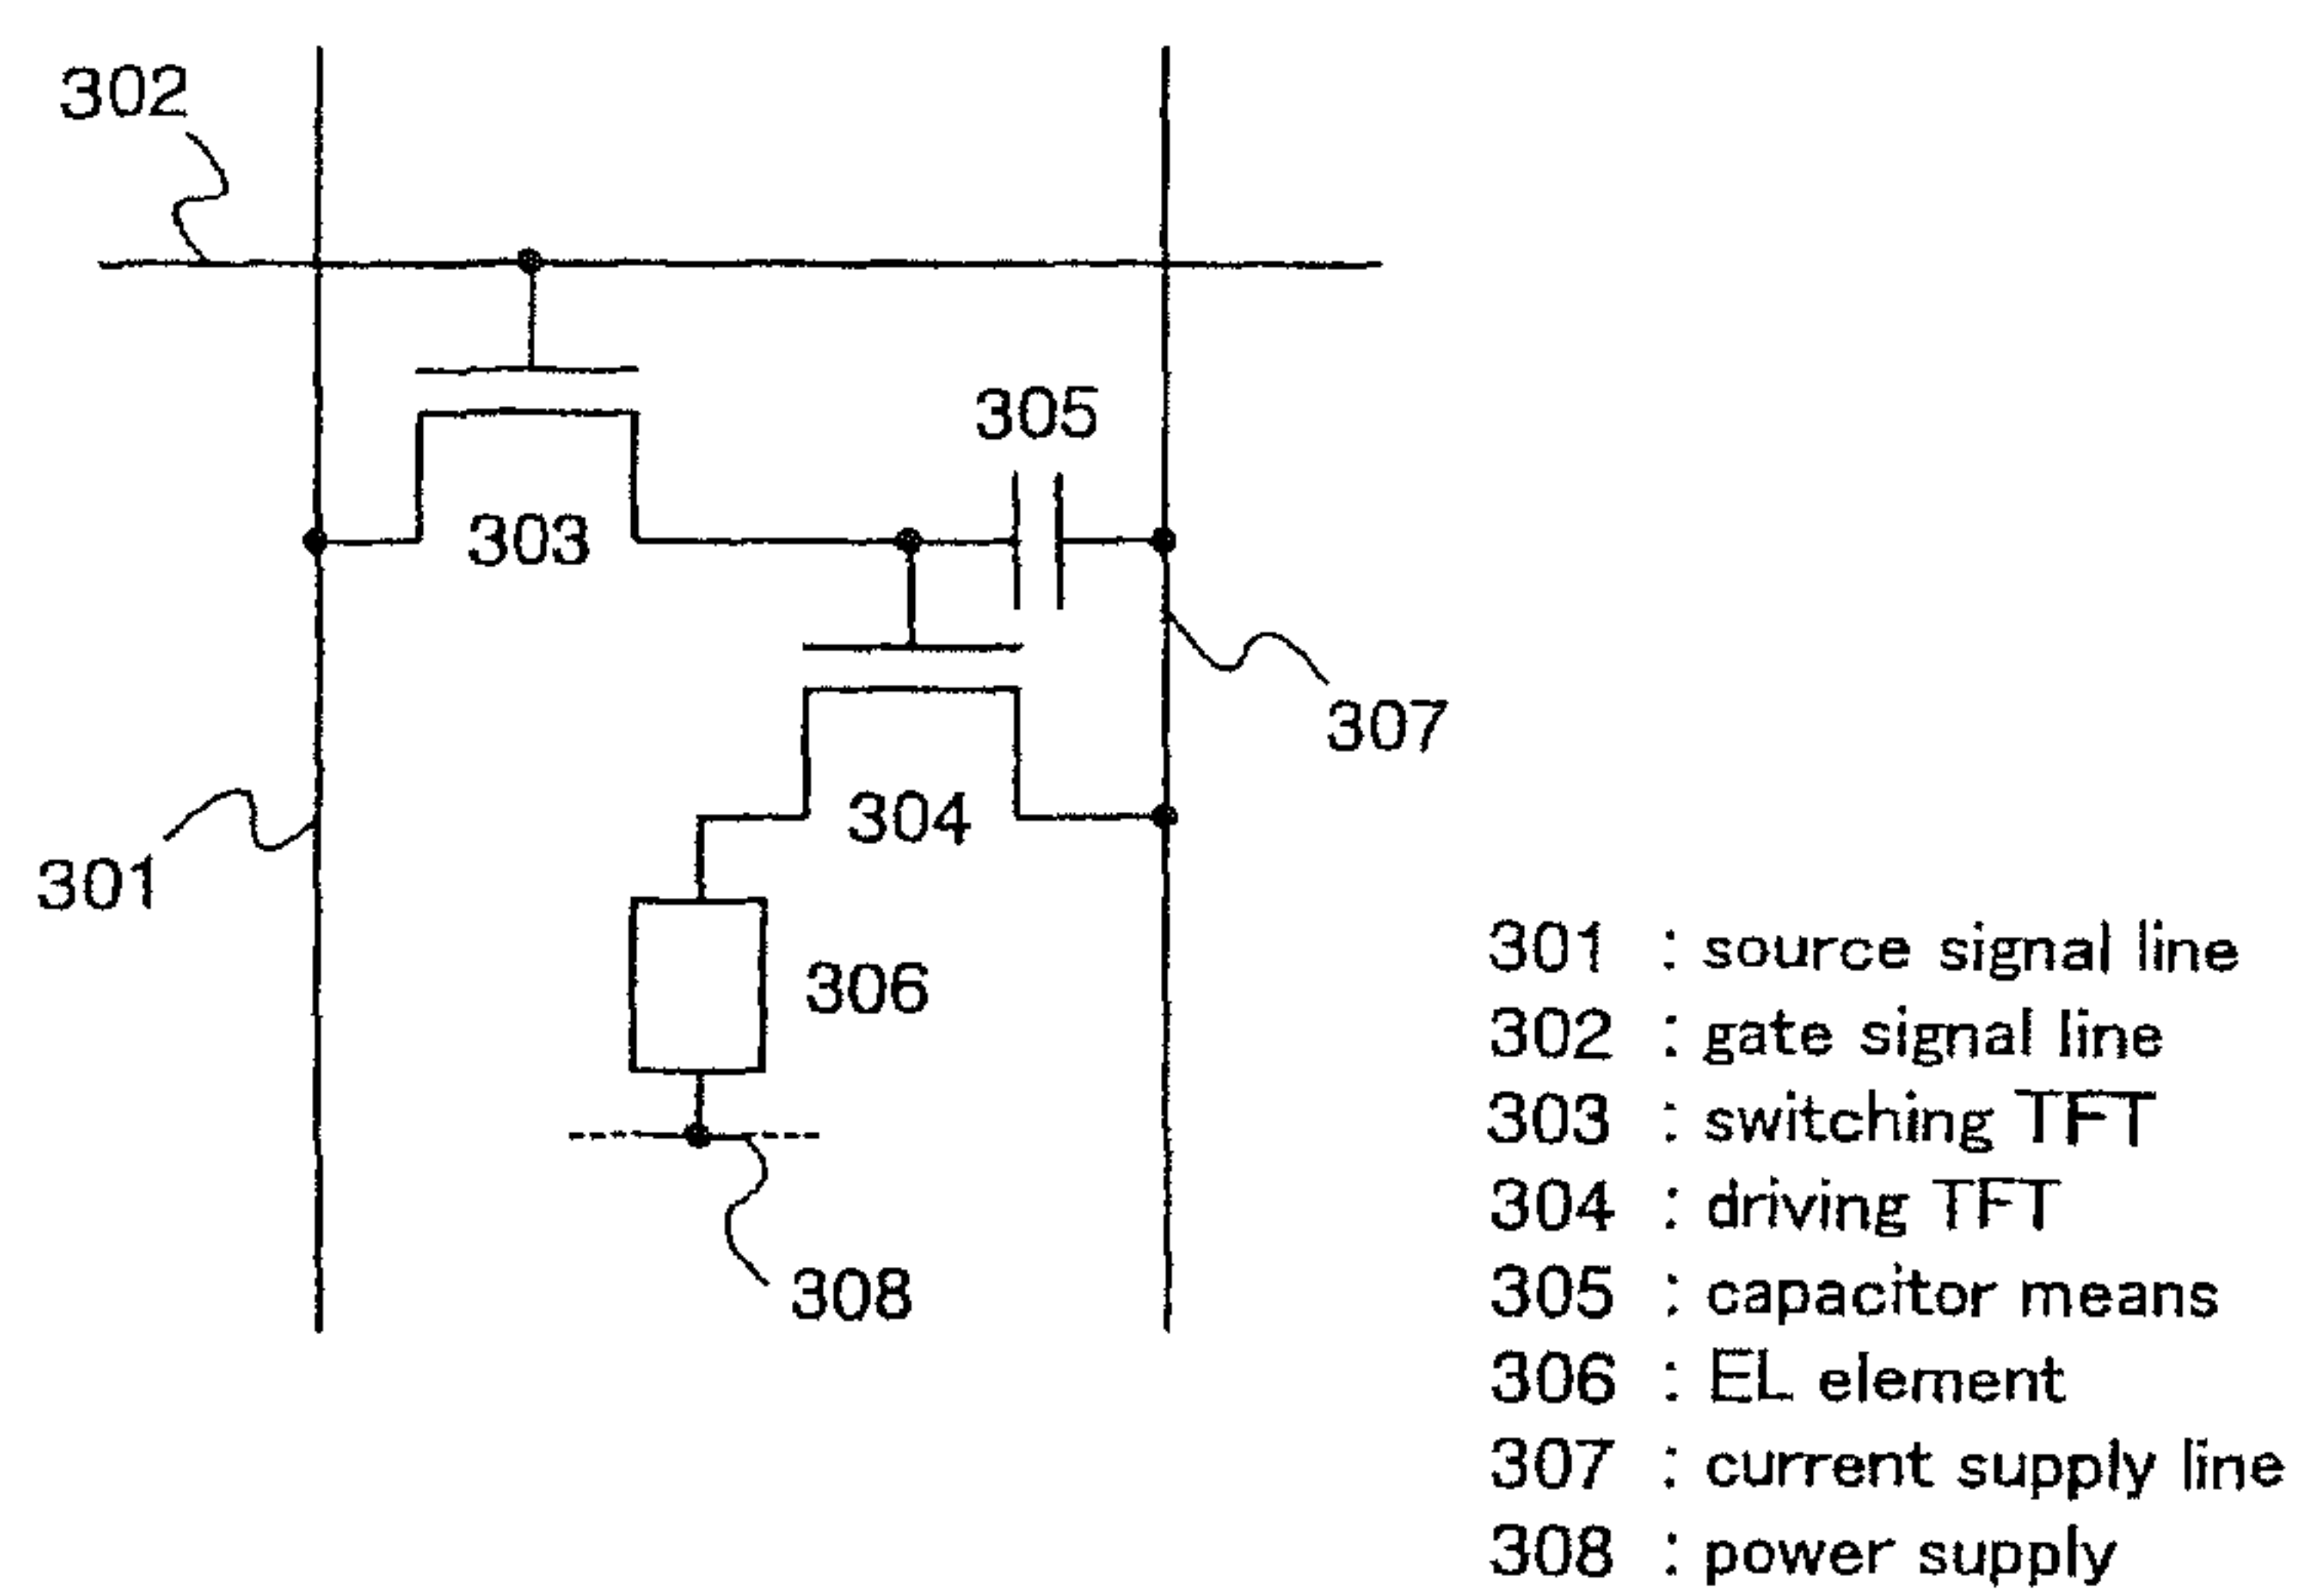 302
305
303
307
304
301
306
308
301 : source signal line
302 : gate signal line
303 : switching TFT
304 : driving TFT
305 : capacitor means
306 : EL element
307 : current supply line
308 : power supply